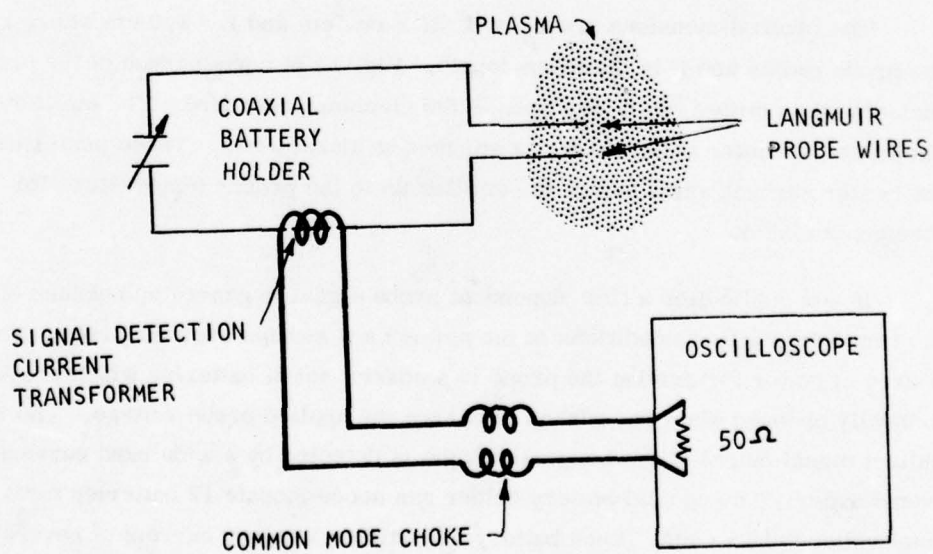 PLASMA
COAXIAL
BATTERY
HOLDER
LANGMUIR
PROBE WIRES
SIGNAL DETECTION
CURRENT
TRANSFORMER
OSCILLOSCOPE
50Ω
COMMON MODE CHOKE